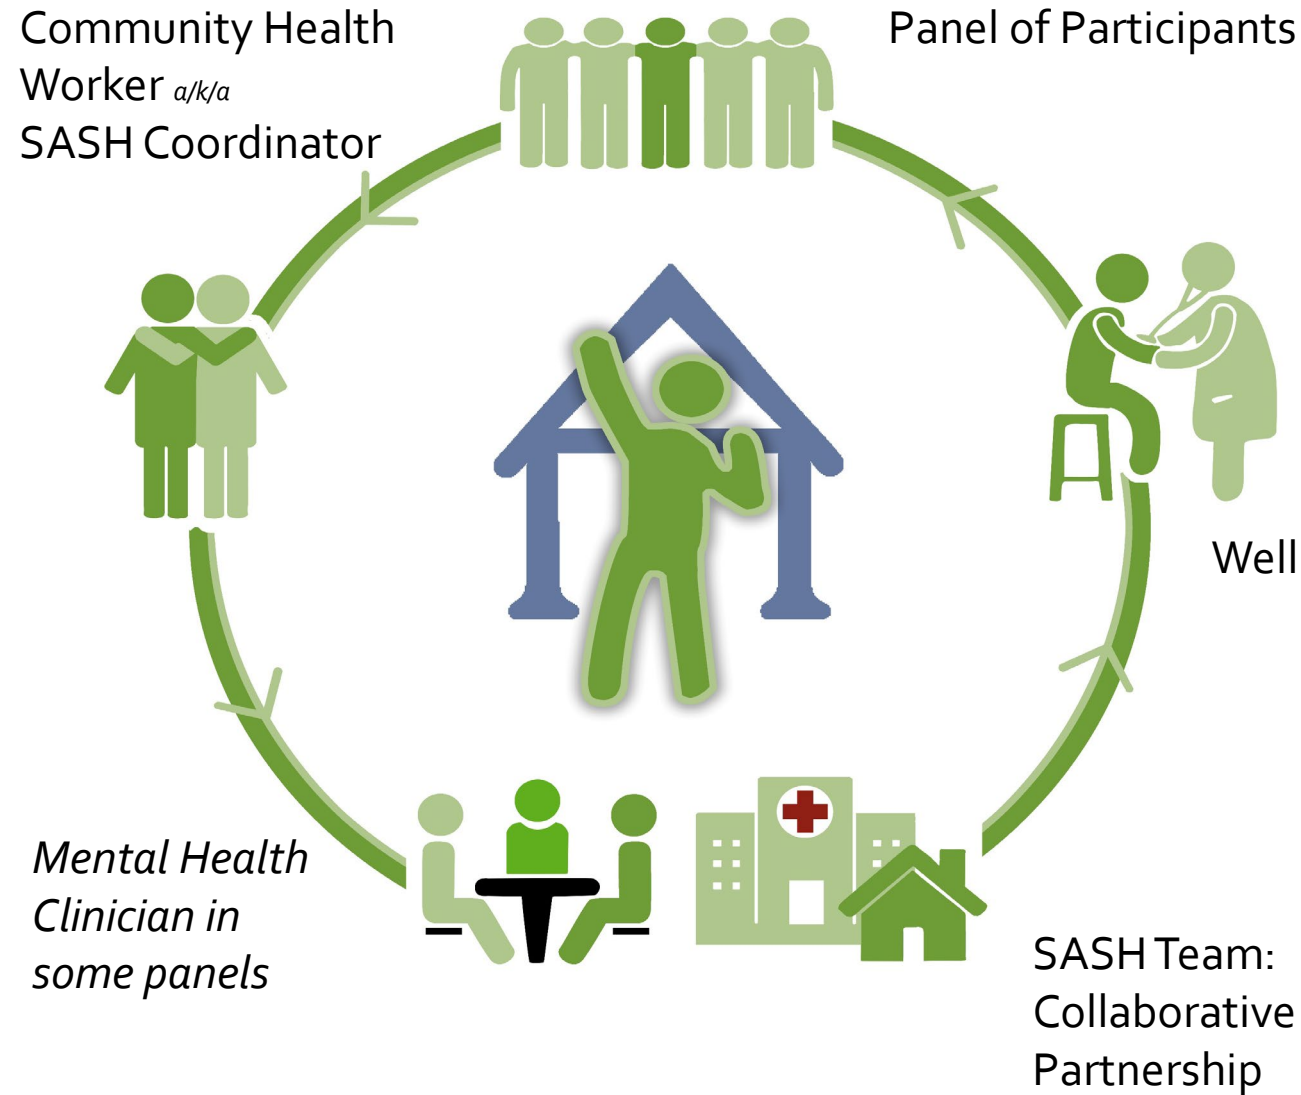 Community Health
Worker a/k/a
SASH Coordinator
Panel of Participants
Well
Mental Health
Clinician in
some panels
SASH Team:
Collaborative
Partnership